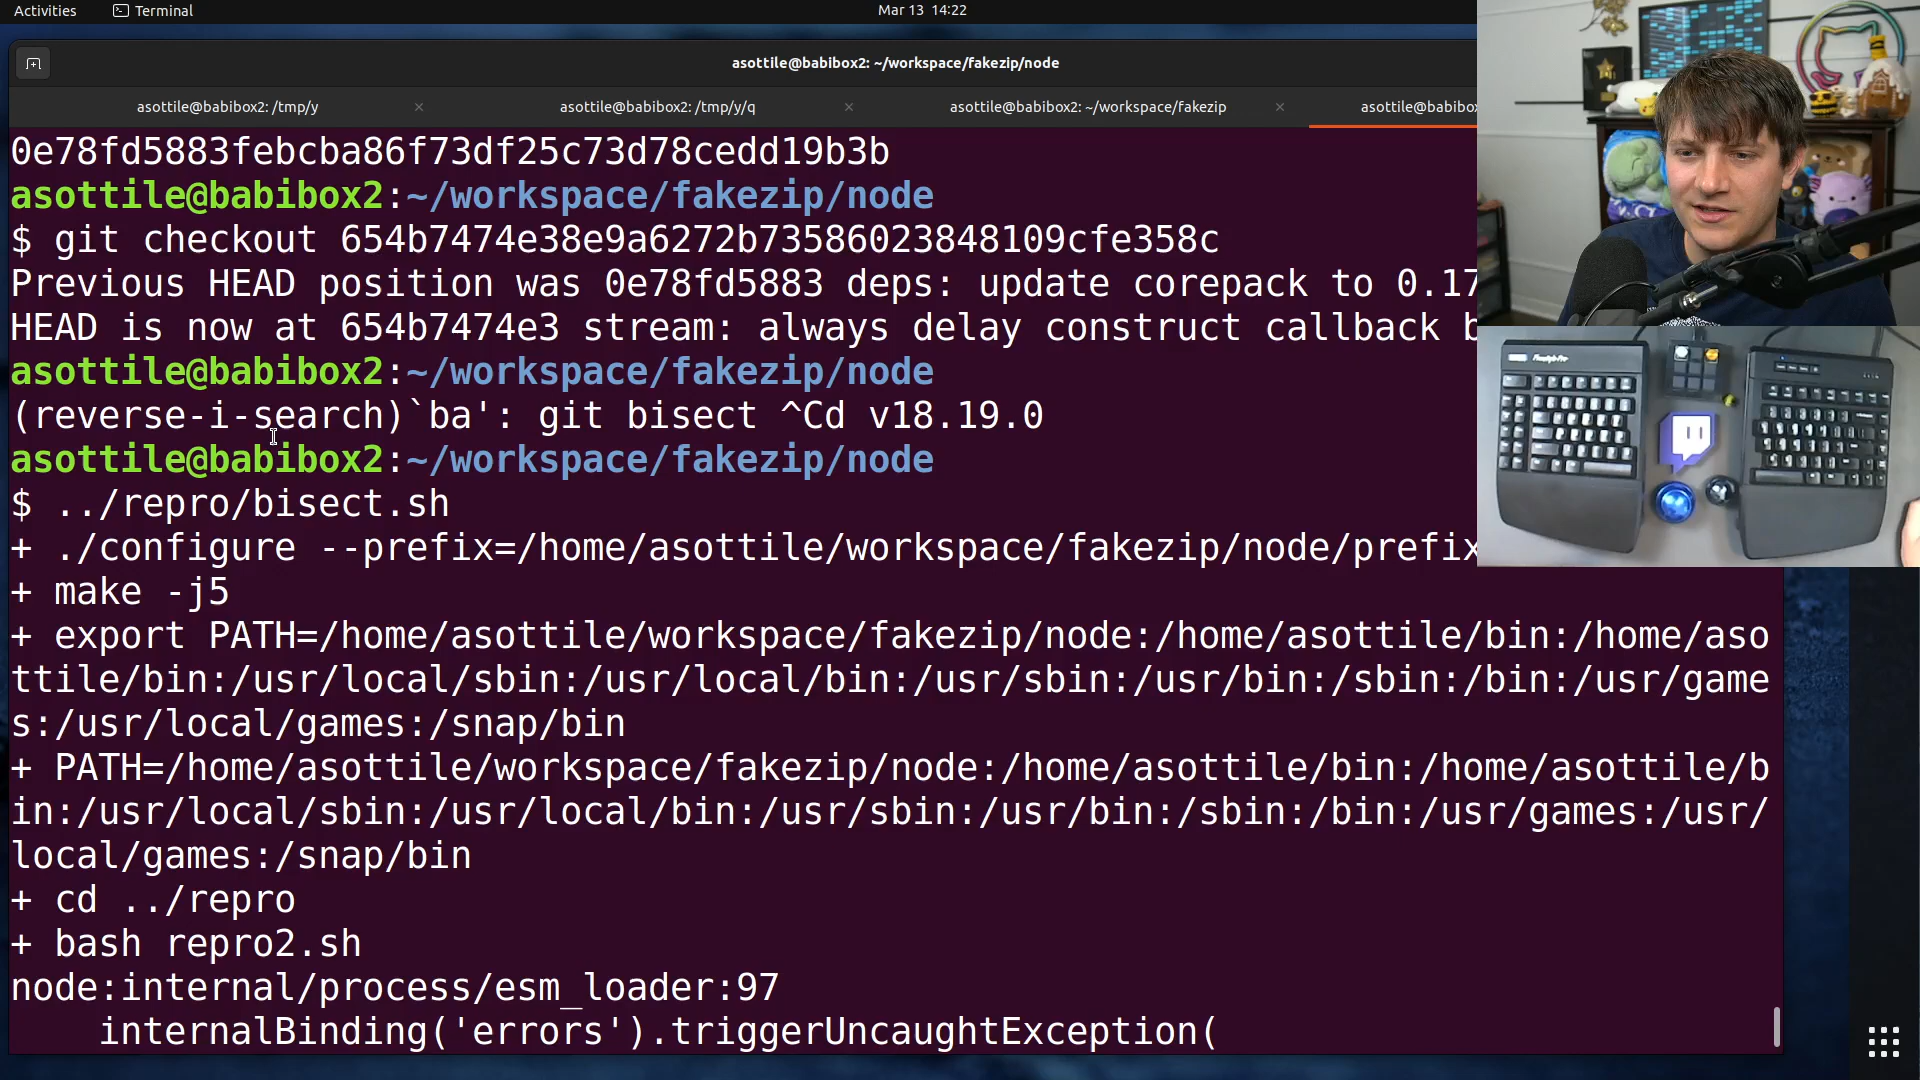 Activities
Terminal
Mar 13 14:22
asottile@babibox2: ~/workspace/fakezip/node
asottile@babibox2: /tmp/y
asottile@babibox2: /tmp/y/q
asottile@babibox2: ~/workspace/fakezip
asottile@babibo
0e78fd5883febcba86f73df25c73d78cedd19b3b
asottile@babibox2:~/workspace/fakezip/node
$ git checkout 654b7474e38e9a6272b73586023848109cfe358c
Previous HEAD position was 0e78fd5883 deps: update corepack to 0.17
HEAD is now at 654b7474e3 stream: always delay construct callback b
asottile@babibox2:~/workspace/fakezip/node
(reverse-i-search)`ba': git bisect ^Cd v18.19.0
asottile@babibox2:~/workspace/fakezip/node
$ ../repro/bisect.sh
+ ./configure --prefix=/home/asottile/workspace/fakezip/node/prefix
+ make -j5
+ export PATH=/home/asottile/workspace/fakezip/node:/home/asottile/bin:/home/aso
ttile/bin:/usr/local/sbin:/usr/local/bin:/usr/sbin:/usr/bin:/sbin:/bin:/usr/game
s:/usr/local/games:/snap/bin
+ PATH=/home/asottile/workspace/fakezip/node:/home/asottile/bin:/home/asottile/b
in:/usr/local/sbin:/usr/local/bin:/usr/sbin:/usr/bin:/sbin:/bin:/usr/games:/usr/
local/games:/snap/bin
+ cd ../repro
+ bash repro2.sh
node:internal/process/esm_loader:97
    internalBinding('errors').triggerUncaughtException(